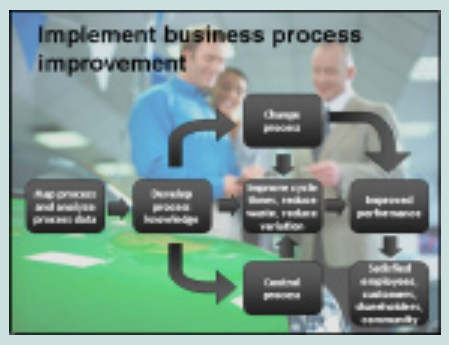 Implement business process
improvement
Change
process
Map process
and analyze
process data
Develop
process
knowledge
Improve cycle
times, reduce
waste, reduce
variation
Improved
performance
Control
process
Satisfied
employees,
customers,
shareholders,
community